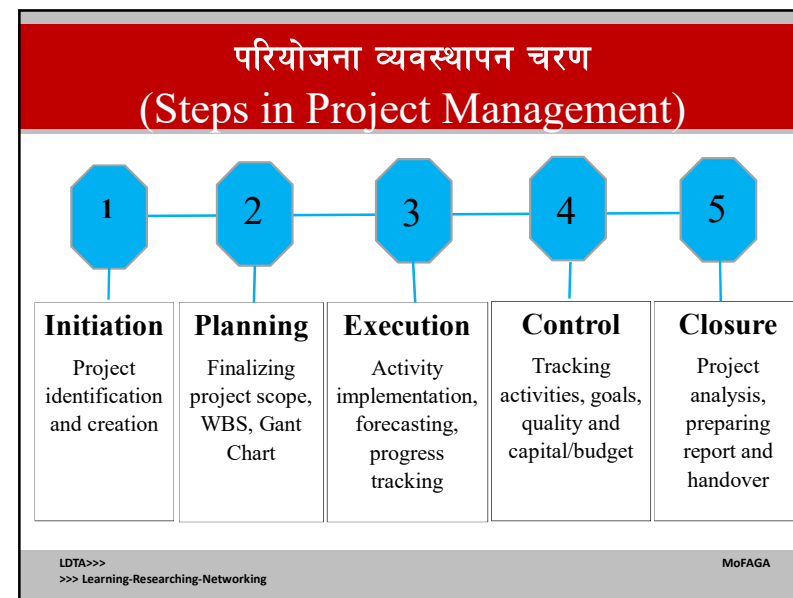 परियोजना व्यवस्थापन चरण
(Steps in Project Management)
1
2
3
4
5
Initiation
Project
identification
and creation
Planning
Finalizing
project scope,
WBS, Gant
Chart
Execution
Activity
implementation,
forecasting,
progress
tracking
Control
Tracking
activities, goals,
quality and
capital/budget
Closure
Project
analysis,
preparing
report and
handover
LDTA>>>
>>> Learning-Researching-Networking
MoFAGA